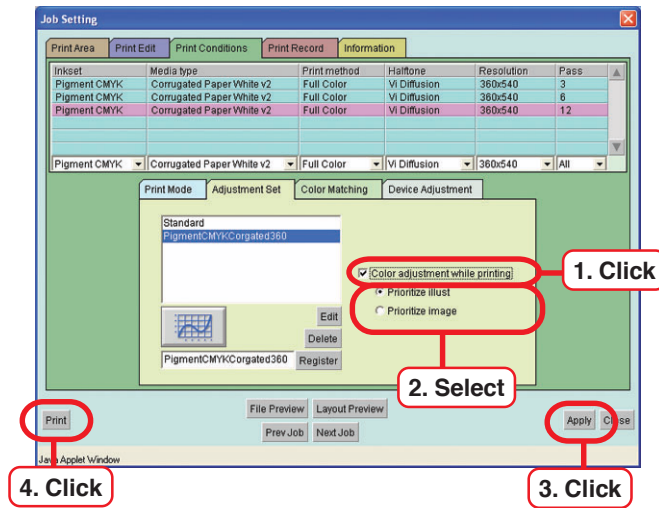 Job Setting
Print Area Print Edit Print Conditions Print Record Information
Inkset Media type Print method Halftone Resolution Pass
Pigment CMYK Corrugated Paper White v2 Full Color Vi Diffusion 360x540 3
Pigment CMYK Corrugated Paper White v2 Full Color Vi Diffusion 360x540 6
Pigment CMYK Corrugated Paper White v2 Full Color Vi Diffusion 360x540 12
Pigment CMYK Corrugated Paper White v2 Full Color Vi Diffusion 360x540 All
Print Mode Adjustment Set Color Matching Device Adjustment
Standard
PigmentCMYKCorgated360
Color adjustment while printing
1. Click
Prioritize illust
Prioritize image
Edit
Delete
PigmentCMYKCorgated360 Register
2. Select
File Preview Layout Preview
Print Apply Close
Prev Job Next Job
Java Applet Window
4. Click 3. Click